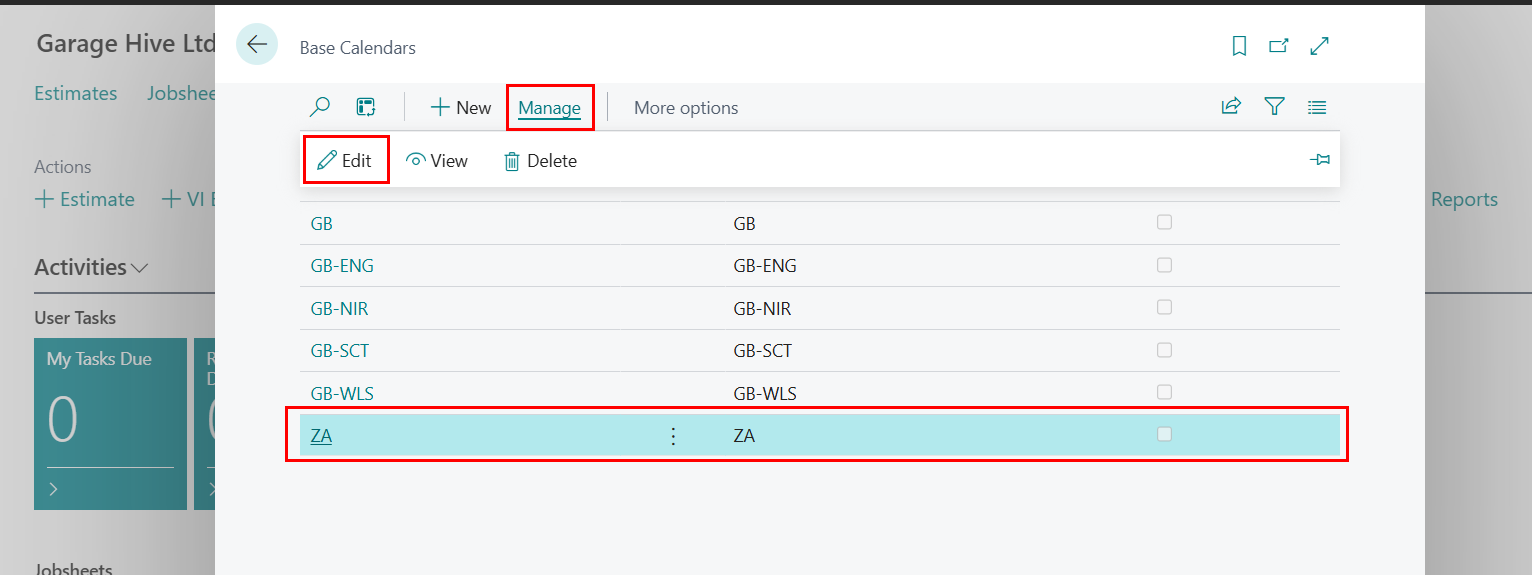 Garage Hive Ltd
Base Calendars
Estimates
New Manage More options
Edit View Delete
Actions
Estimate VI
Reports
Activities
User Tasks
My Tasks Due
0
GB GB
GB-ENG GB-ENG
GB-NIR GB-NIR
GB-SCT GB-SCT
GB-WLS GB-WLS
ZA ZA
Jobsheets